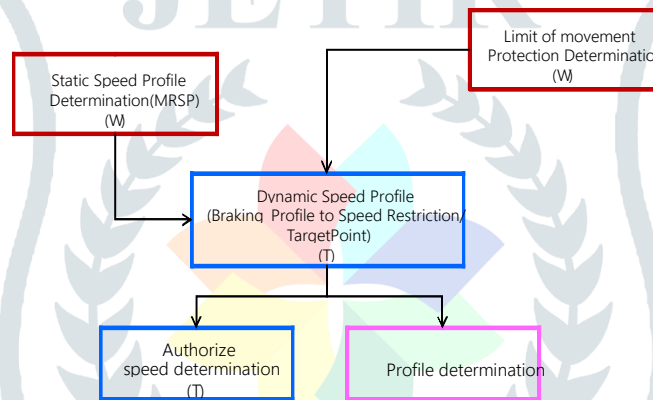 Limit of movement
Protection Determinatio
(W)
Static Speed Profile
Determination(MRSP)
(W)
Dynamic Speed Profile
(Braking Profile to Speed Restriction/
TargetPoint)
(T)
Authorize
speed determination
(T)
Profile determination